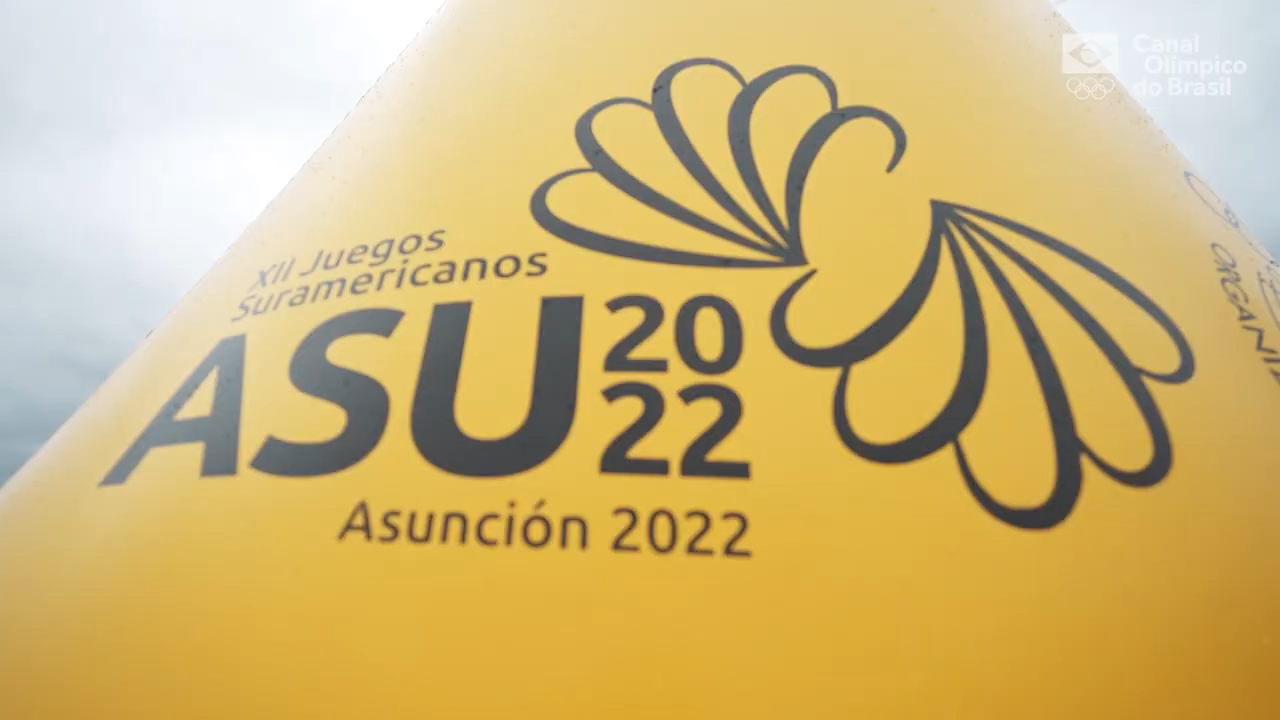 Canal
Olímpico
do Brasil
XII Juegos
Suramericanos
ASU
20
22
Asunción 2022